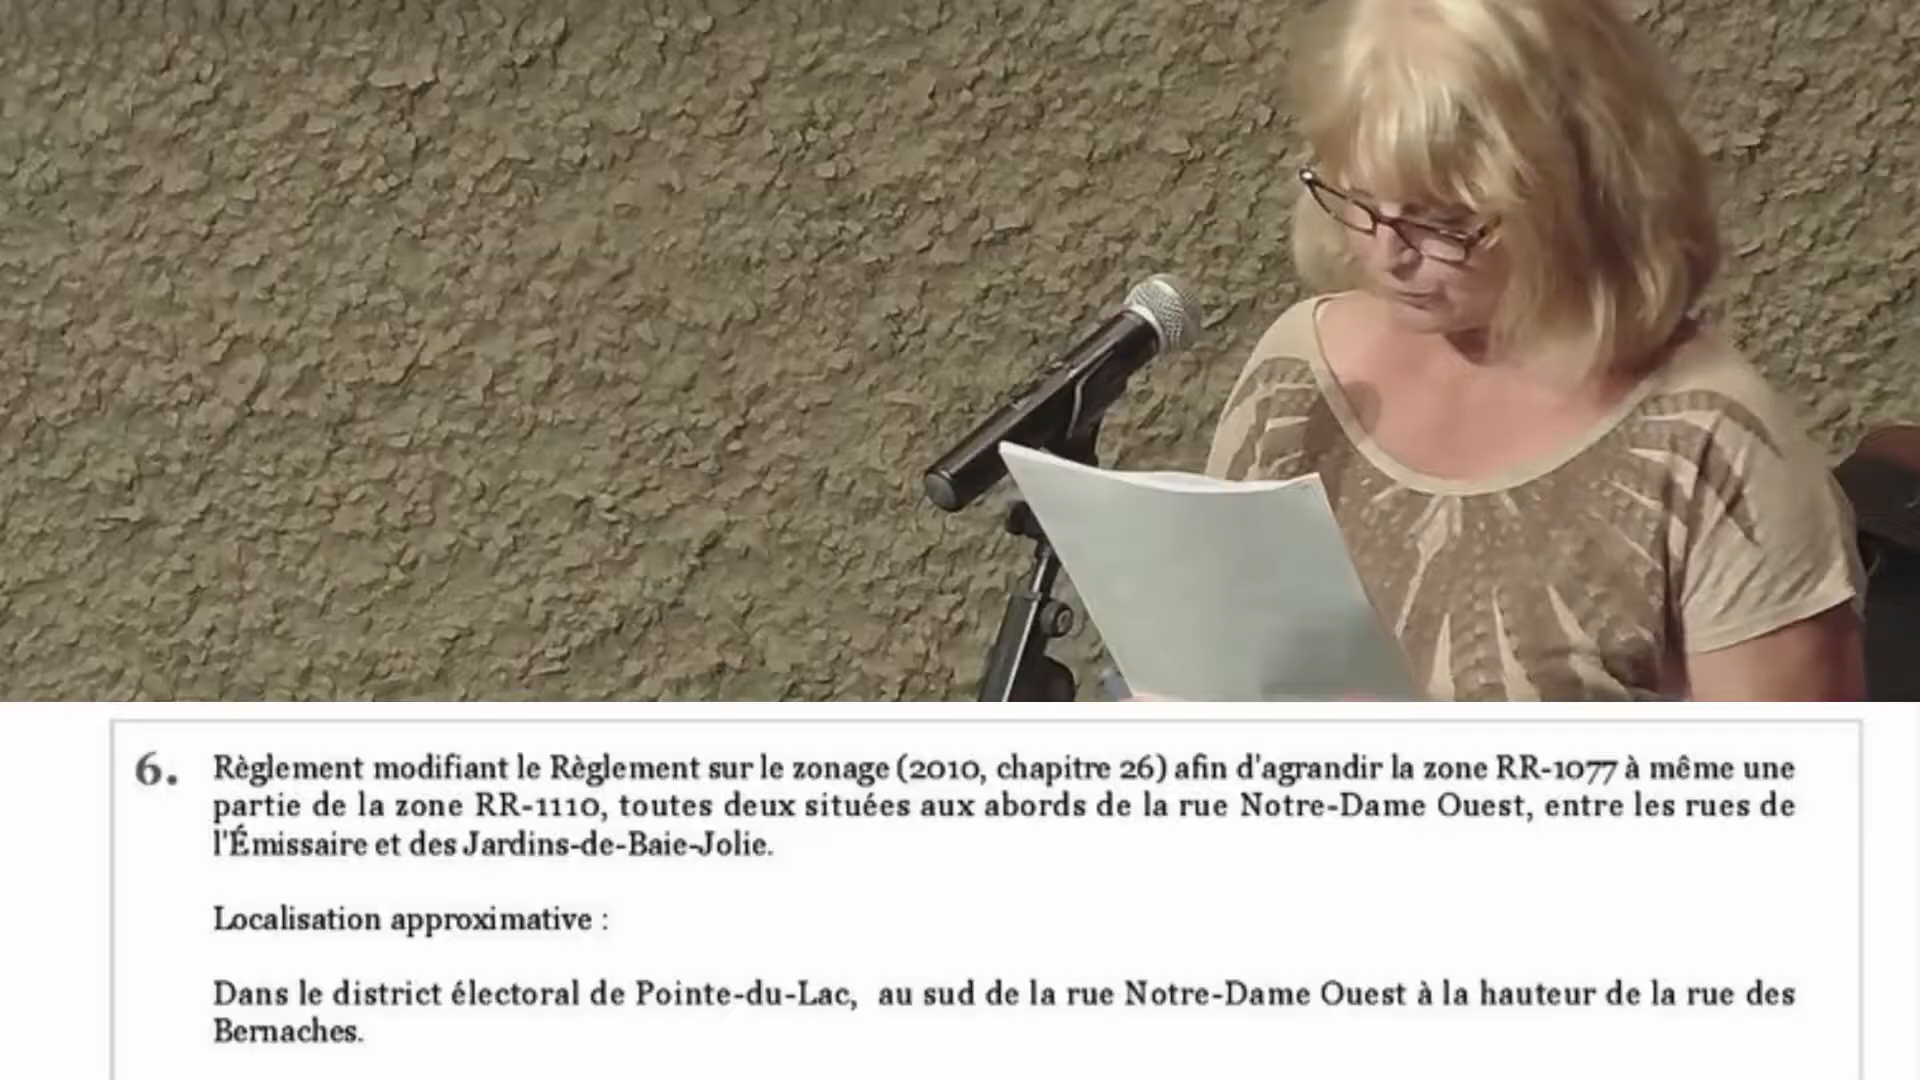 6. Règlement modifiant le Règlement sur le zonage (2010, chapitre 26) afin d'agrandir la zone RR-1077 à même une
partie de la zone RR-1110, toutes deux situées aux abords de la rue Notre-Dame Ouest, entre les rues de
l'Émissaire et des Jardins-de-Baie-Jolie.
Localisation approximative :
Dans le district électoral de Pointe-du-Lac, au sud de la rue Notre-Dame Ouest à la hauteur de la rue des
Bernaches.